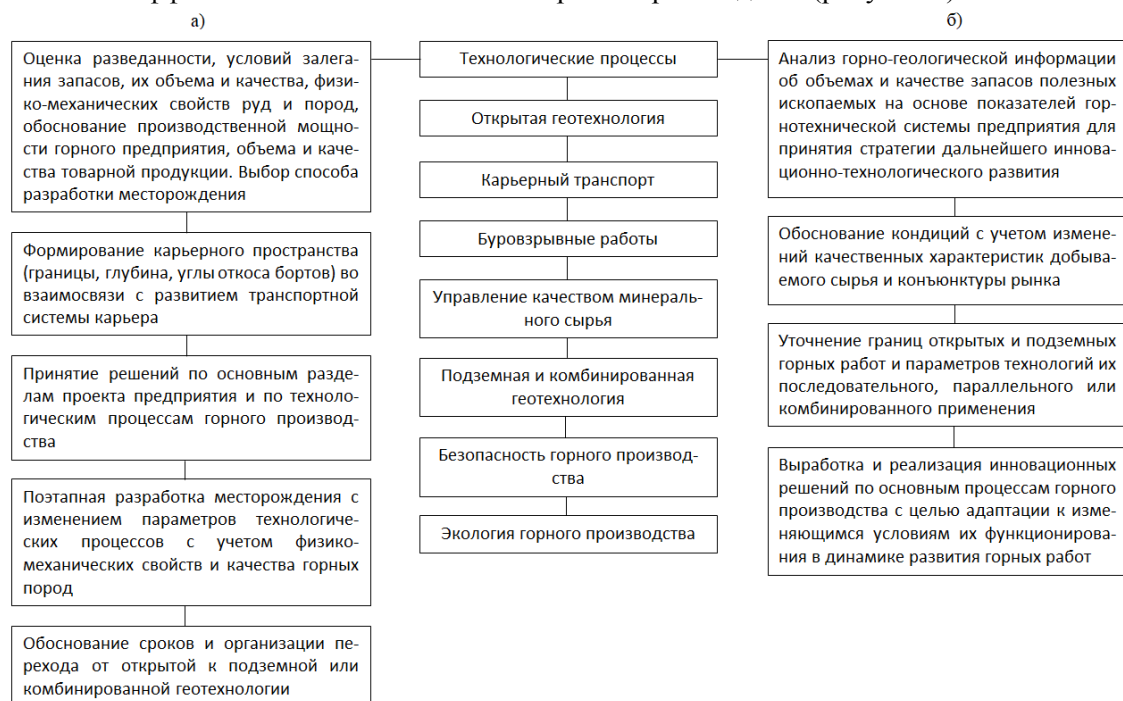 а)
Оценка разведанности, условий залега-
ния запасов, их объема и качества, физи-
ко-механических свойств руд и пород,
обоснование производственной мощно-
сти горного предприятия, объема и каче-
ства товарной продукции. Выбор способа
разработки месторождения
Формирование карьерного пространства
(границы, глубина, углы откоса бортов) во
взаимосвязи с развитием транспортной
системы карьера
Принятие решений по основным разде-
лам проекта предприятия и по техноло-
гическим процессам горного производ-
ства
Поэтапная разработка месторождения с
изменением параметров технологиче-
ских процессов с учетом физико-
механических свойств и качества горных
пород
Обоснование сроков и организации пе-
рехода от открытой к подземной или
комбинированной геотехнологии
Технологические процессы
Открытая геотехнология
Карьерный транспорт
Буровзрывные работы
Управление качеством минераль-
ного сырья
Подземная и комбинированная
геотехнология
Безопасность горного производ-
ства
Экология горного производства
б)
Анализ горно-геологической информации
об объемах и качестве запасов полезных
ископаемых на основе показателей гор-
нотехнической системы предприятия для
принятия стратегии дальнейшего иннова-
ционно-технологического развития
Обоснование кондиций с учетом измене-
ний качественных характеристик добыва-
емого сырья и конъюнктуры рынка
Уточнение границ открытых и подземных
горных работ и параметров технологий их
последовательного, параллельного или
комбинированного применения
Выработка и реализация инновационных
решений по основным процессам горного
производства с целью адаптации к изме-
няющимся условиям их функционирова-
ния в динамике развития горных работ